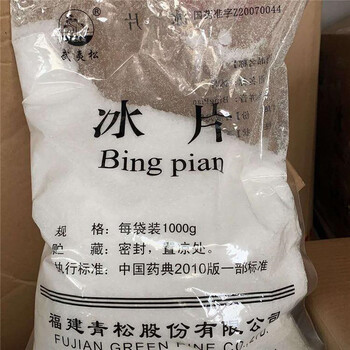 武夷松
®
片
国药准字Z20070044
冰片
Bing pian
规 格: 每袋装1000g
贮 藏: 密封, 置凉处。
执行标准: 中国药典2010版一部标准
福建青松股份有限公司
FUJIAN GREEN PINE CO.,LTD.